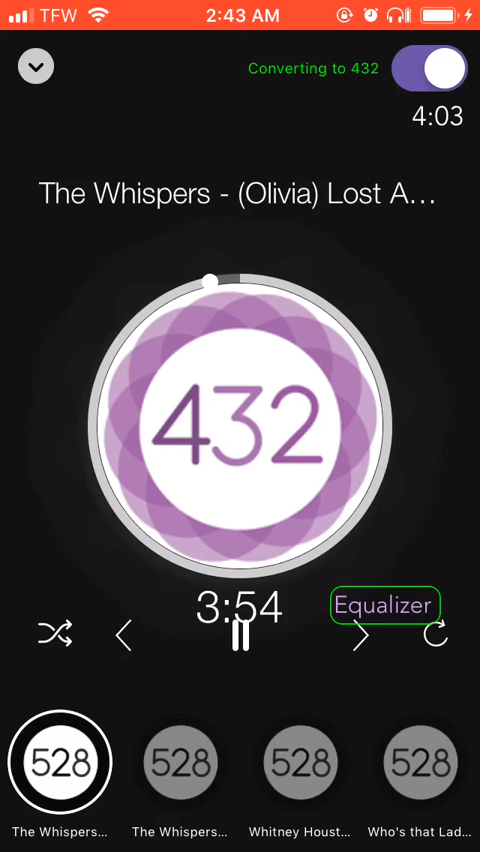 TFW 2:43 AM
Converting to 432
4:03
The Whispers - (Olivia) Lost A...
432
3:54
Equalizer
528 528 528 528
The Whispers... The Whispers... Whitney Houst... Who's that Lad...